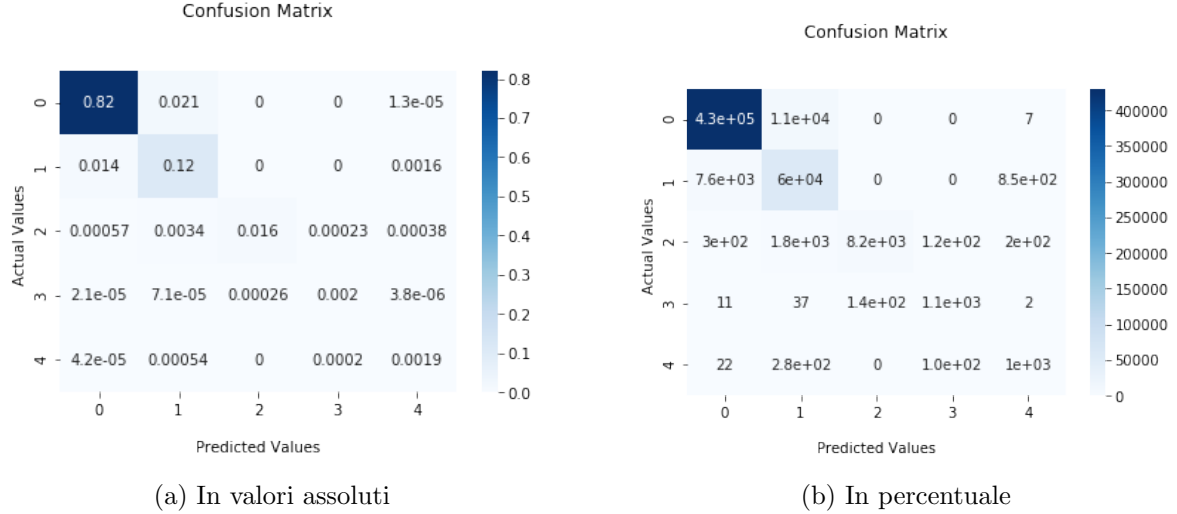 Confusion Matrix
0.8
0 0.82 0.021 0 0 1.3e-05
0.7
0.6
1 0.014 0.12 0 0 0.0016
0.5
Actual Values
2 0.00057 0.0034 0.016 0.00023 0.00038
0.4
0.3
3 2.1e-05 7.1e-05 0.00026 0.002 3.8e-06
0.2
0.1
4 4.2e-05 0.00054 0 0.0002 0.0019
0.0
0 1 2 3 4
Predicted Values
(a) In valori assoluti
Confusion Matrix
0 4.3e+05 1.1e+04 0 0 7
400000
350000
1 7.6e+03 6e+04 0 0 8.5e+02
300000
250000
Actual Values
2 3e+02 1.8e+03 8.2e+03 1.2e+02 2e+02
200000
150000
3 11 37 1.4e+02 1.1e+03 2
100000
4 22 2.8e+02 0 1.0e+02 1e+03
50000
0
0 1 2 3 4
Predicted Values
(b) In percentuale